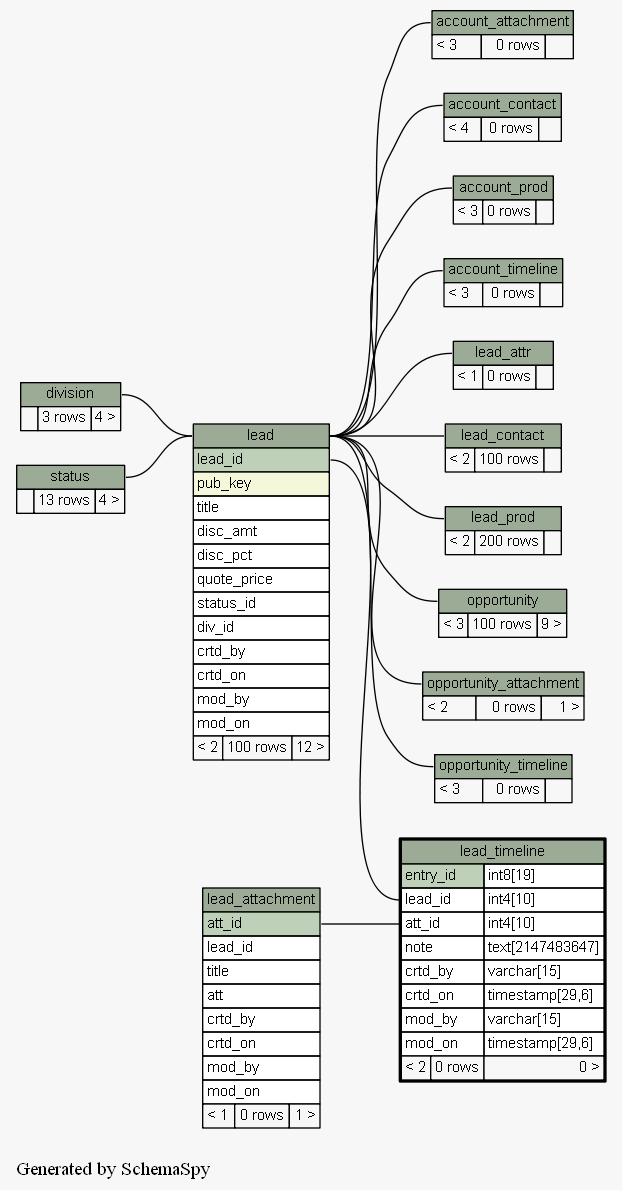 account_attachment
< 3 0 rows
account_contact
< 4 0 rows
account_prod
< 3 0 rows
account_timeline
< 3 0 rows
lead_attr
< 1 0 rows
division
3 rows 4 >
status
13 rows 4 >
lead
lead_id
pub_key
title
disc_amt
disc_pct
quote_price
status_id
div_id
crtd_by
crtd_on
mod_by
mod_on
< 2 100 rows 12 >
lead_contact
< 2 100 rows
lead_prod
< 2 200 rows
opportunity
< 3 100 rows 9 >
opportunity_attachment
< 2 0 rows 1 >
opportunity_timeline
< 3 0 rows
lead_timeline
entry_id int8[19]
lead_id int4[10]
att_id int4[10]
note text[2147483647]
crtd_by varchar[15]
crtd_on timestamp[29,6]
mod_by varchar[15]
mod_on timestamp[29,6]
< 2 0 rows 0 >
lead_attachment
att_id
lead_id
title
att
crtd_by
crtd_on
mod_by
mod_on
< 1 0 rows 1 >
Generated by SchemaSpy